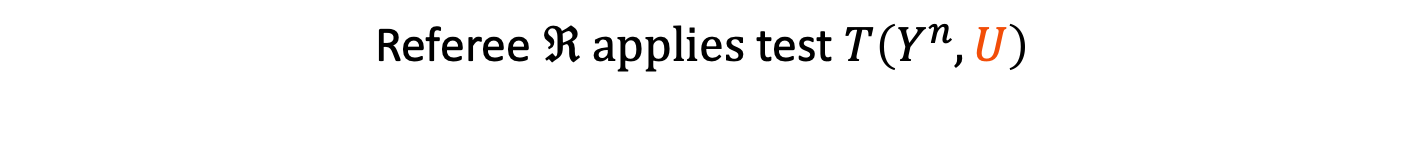 Referee ℜ applies test T(Yⁿ, U)